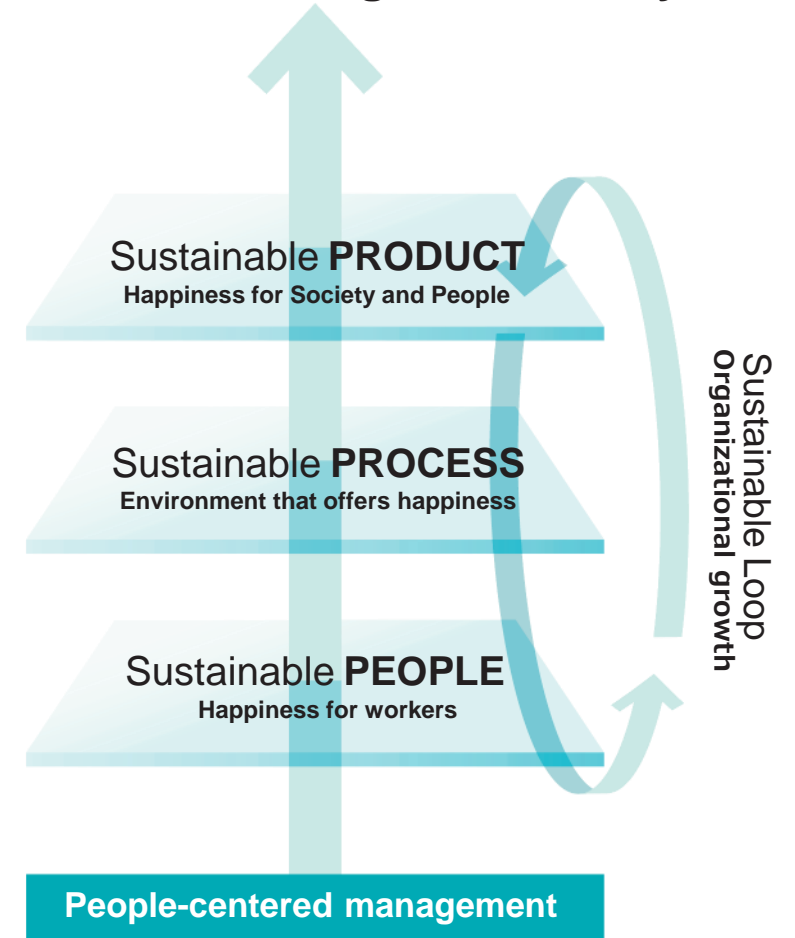 Sustainable PRODUCT
Happiness for Society and People
Sustainable PROCESS
Environment that offers happiness
Sustainable PEOPLE
Happiness for workers
Sustainable Loop
Organizational growth
People-centered management